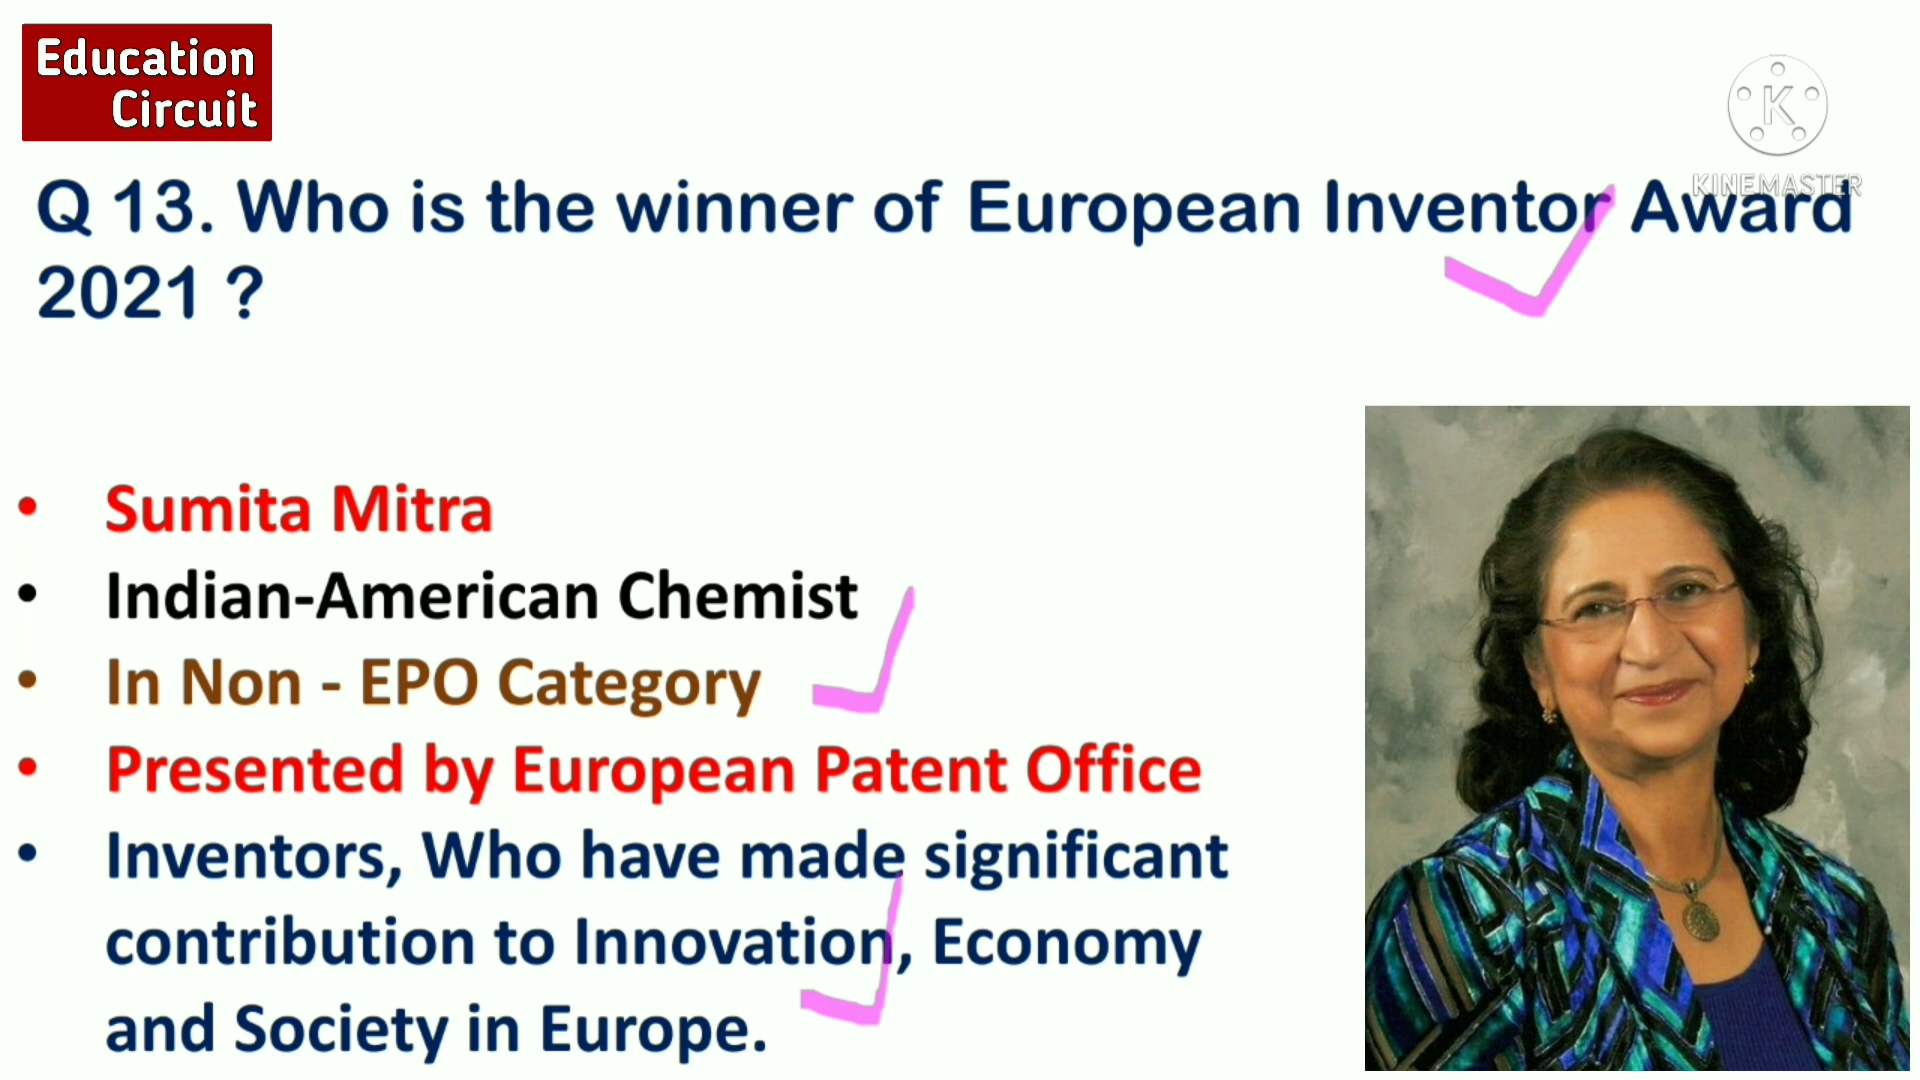 Education
Circuit
KINEMASTER
Q 13. Who is the winner of European Inventor Award
2021 ?
• Sumita Mitra
• Indian-American Chemist
• In Non - EPO Category
• Presented by European Patent Office
• Inventors, Who have made significant
contribution to Innovation, Economy
and Society in Europe.